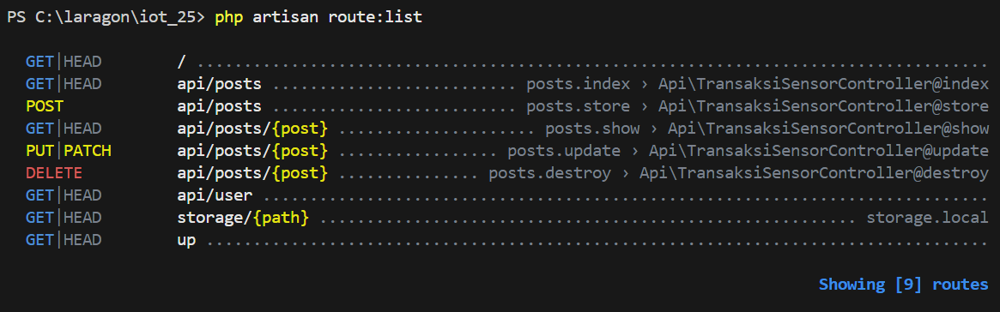 PS C:\laragon\iot_25> php artisan route:list
GET|HEAD / ....................................................................................
GET|HEAD api/posts .......................... posts.index › Api\TransaksiSensorController@index
POST api/posts .......................... posts.store › Api\TransaksiSensorController@store
GET|HEAD api/posts/{post} ..................... posts.show › Api\TransaksiSensorController@show
PUT|PATCH api/posts/{post} ................. posts.update › Api\TransaksiSensorController@update
DELETE api/posts/{post} ............... posts.destroy › Api\TransaksiSensorController@destroy
GET|HEAD api/user .............................................................................
GET|HEAD storage/{path} ......................................................... storage.local
GET|HEAD up ...................................................................................
Showing [9] routes